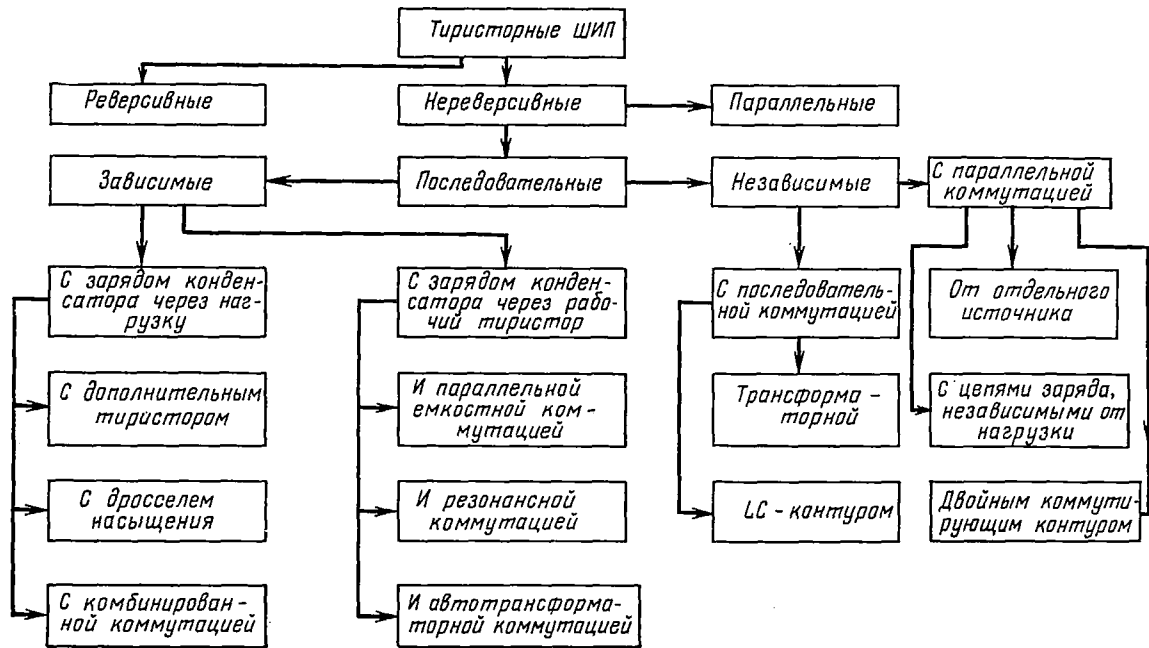 Тиристорные ШИП
Реверсивные
Нереверсивные
Параллельные
Зависимые
Последовательные
Независимые
С параллельной
коммутацией
С зарядом конден-
сатора через наг-
рузку
С зарядом конден-
сатора через рабо-
чий тиристор
С последователь-
ной коммутацией
От отдельного
источника
С дополнительным
тиристором
И параллельной
емкостной ком-
мутацией
Трансформа-
торной
С цепями заряда,
независимыми от
нагрузки
С дросселем
насыщения
И резонансной
коммутацией
LC-контуром
Двойным коммути-
рующим контуром
С комбинирован-
ной коммутацией
И автотрансформа-
торной коммутацией